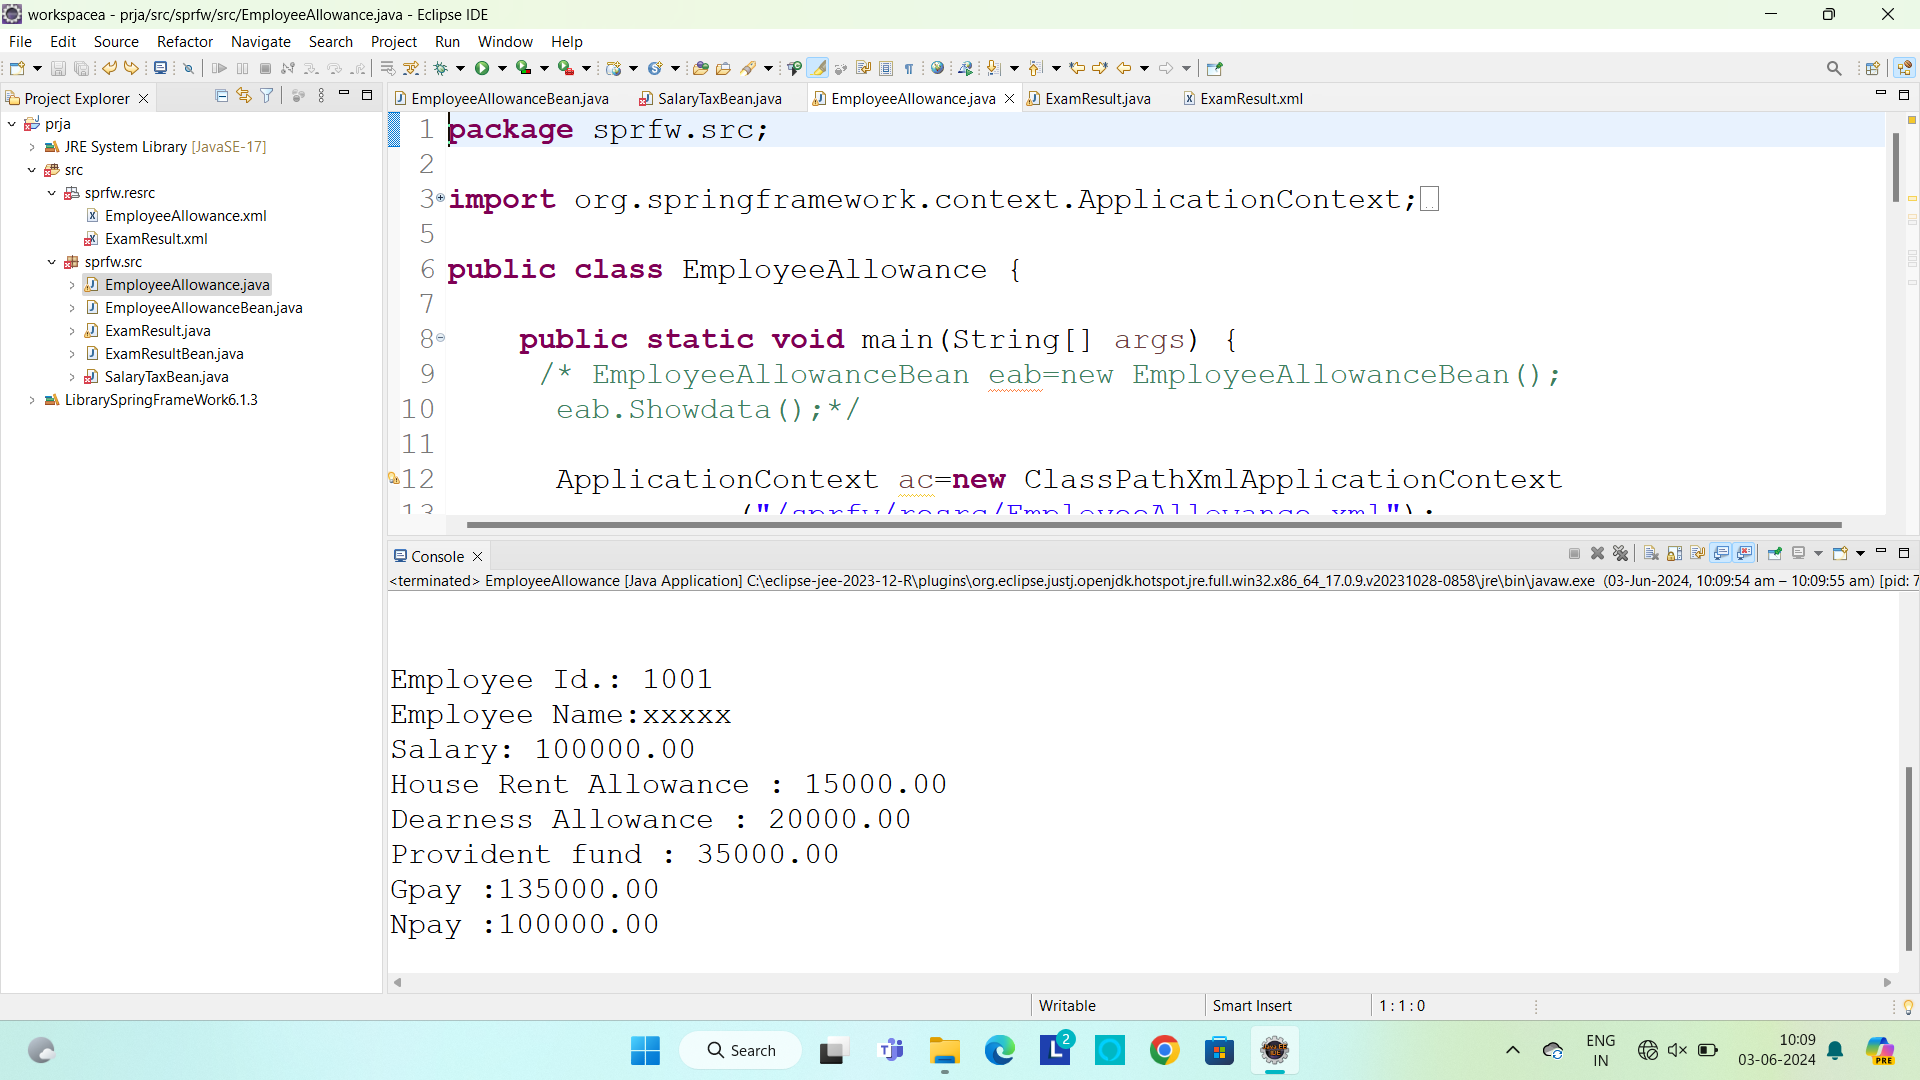 workspacea - prja/src/sprfw/src/EmployeeAllowance.java - Eclipse IDE
File Edit Source Refactor Navigate Search Project Run Window Help
Project Explorer
prja
JRE System Library [JavaSE-17]
src
sprfw.resrc
EmployeeAllowance.xml
ExamResult.xml
sprfw.src
EmployeeAllowance.java
EmployeeAllowanceBean.java
ExamResult.java
ExamResultBean.java
SalaryTaxBean.java
LibrarySpringFrameWork6.1.3
EmployeeAllowanceBean.java SalaryTaxBean.java EmployeeAllowance.java ExamResult.java ExamResult.xml
1 package sprfw.src;
2
3 import org.springframework.context.ApplicationContext;
5
6 public class EmployeeAllowance {
7
8 public static void main(String[] args) {
9 /* EmployeeAllowanceBean eab=new EmployeeAllowanceBean();
10 eab.Showdata();*/
11
12 ApplicationContext ac=new ClassPathXmlApplicationContext
13 ("/sprfw/resrc/EmployeeAllowance.xml");
Console
<terminated> EmployeeAllowance [Java Application] C:\eclipse-jee-2023-12-R\plugins\org.eclipse.justj.openjdk.hotspot.jre.full.win32.x86_64_17.0.9.v20231028-0858\jre\bin\javaw.exe (03-Jun-2024, 10:09:54 am – 10:09:55 am) [pid: 7
Employee Id.: 1001
Employee Name:xxxxx
Salary: 100000.00
House Rent Allowance : 15000.00
Dearness Allowance : 20000.00
Provident fund : 35000.00
Gpay :135000.00
Npay :100000.00
Writable Smart Insert 1 : 1 : 0
Search
2
ENG
IN
10:09
03-06-2024
PRE